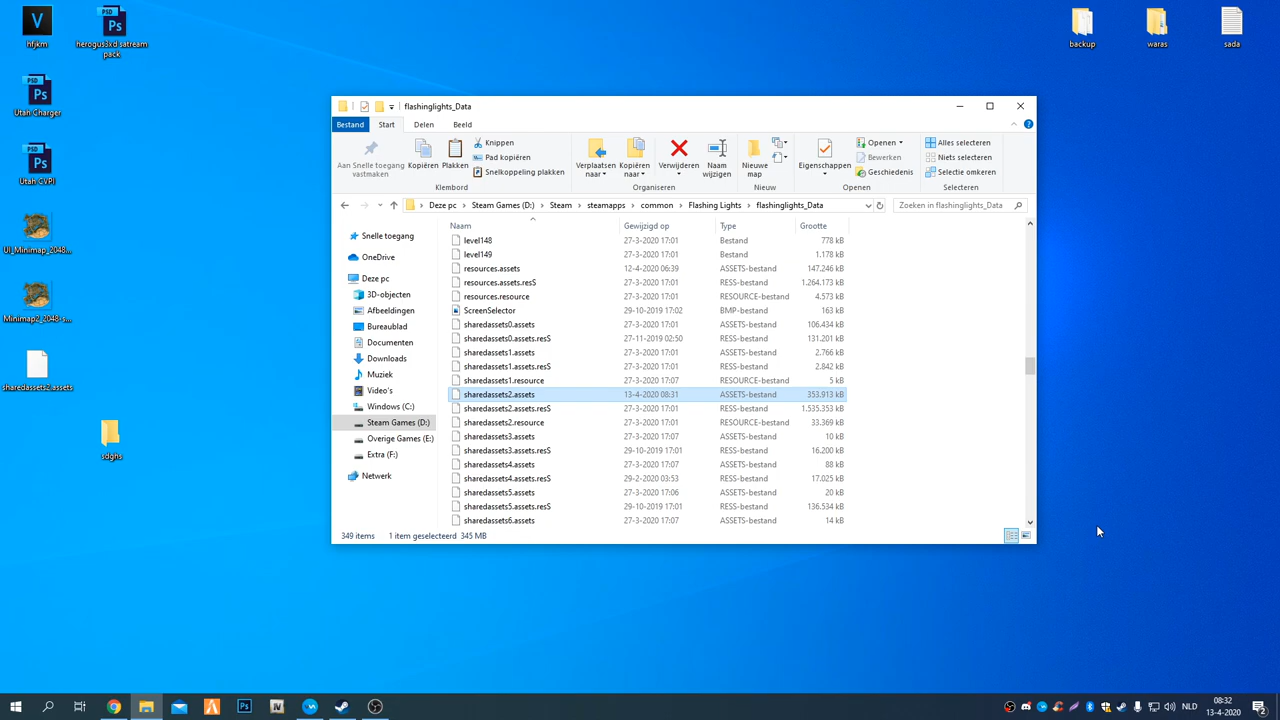 hfjkm
herogus3xd satream
pack
Utah Charger
Utah CVPI
UI_Minimap_2048...
Minimap2_2048-s...
sharedassets2.assets
sdgns
backup
waras
sada
flashinglights_Data
Bestand Start Delen Beeld
Aan Snelle toegang
vastmaken
Kopiëren
Plakken
Knippen
Pad kopiëren
Snelkoppeling plakken
Klembord
Verplaatsen
naar
Kopiëren
naar
Verwijderen
Naam
wijzigen
Organiseren
Nieuwe
map
Nieuw
Eigenschappen
Openen
Bewerken
Geschiedenis
Openen
Alles selecteren
Niets selecteren
Selectie omkeren
Selecteren
Deze pc › Steam Games (D:) › Steam › steamapps › common › Flashing Lights › flashinglights_Data
Zoeken in flashinglights_Data
Snelle toegang
OneDrive
Deze pc
3D-objecten
Afbeeldingen
Bureaublad
Documenten
Downloads
Muziek
Video's
Windows (C:)
Steam Games (D:)
Overige Games (E:)
Extra (F:)
Netwerk
Naam Gewijzigd op Type Grootte
level148 27-3-2020 17:01 Bestand 778 kB
level149 27-3-2020 17:01 Bestand 1.178 kB
resources.assets 12-4-2020 06:39 ASSETS-bestand 147.246 kB
resources.assets.resS 27-3-2020 17:01 RESS-bestand 1.264.173 kB
resources.resource 27-3-2020 17:01 RESOURCE-bestand 4.573 kB
ScreenSelector 29-10-2019 17:02 BMP-bestand 163 kB
sharedassets0.assets 27-3-2020 17:01 ASSETS-bestand 106.434 kB
sharedassets0.assets.resS 27-11-2019 02:50 RESS-bestand 131.201 kB
sharedassets1.assets 27-3-2020 17:01 ASSETS-bestand 2.766 kB
sharedassets1.assets.resS 27-3-2020 17:01 RESS-bestand 2.842 kB
sharedassets1.resource 27-3-2020 17:07 RESOURCE-bestand 5 kB
sharedassets2.assets 13-4-2020 08:31 ASSETS-bestand 353.913 kB
sharedassets2.assets.resS 27-3-2020 17:01 RESS-bestand 1.535.353 kB
sharedassets2.resource 27-3-2020 17:01 RESOURCE-bestand 33.369 kB
sharedassets3.assets 27-3-2020 17:07 ASSETS-bestand 10 kB
sharedassets3.assets.resS 29-10-2019 17:01 RESS-bestand 16.200 kB
sharedassets4.assets 27-3-2020 17:07 ASSETS-bestand 88 kB
sharedassets4.assets.resS 29-2-2020 03:53 RESS-bestand 17.025 kB
sharedassets5.assets 27-3-2020 17:06 ASSETS-bestand 20 kB
sharedassets5.assets.resS 29-10-2019 17:01 RESS-bestand 136.534 kB
sharedassets6.assets 27-3-2020 17:07 ASSETS-bestand 14 kB
349 items 1 item geselecteerd 345 MB
NLD
08:32
13-4-2020